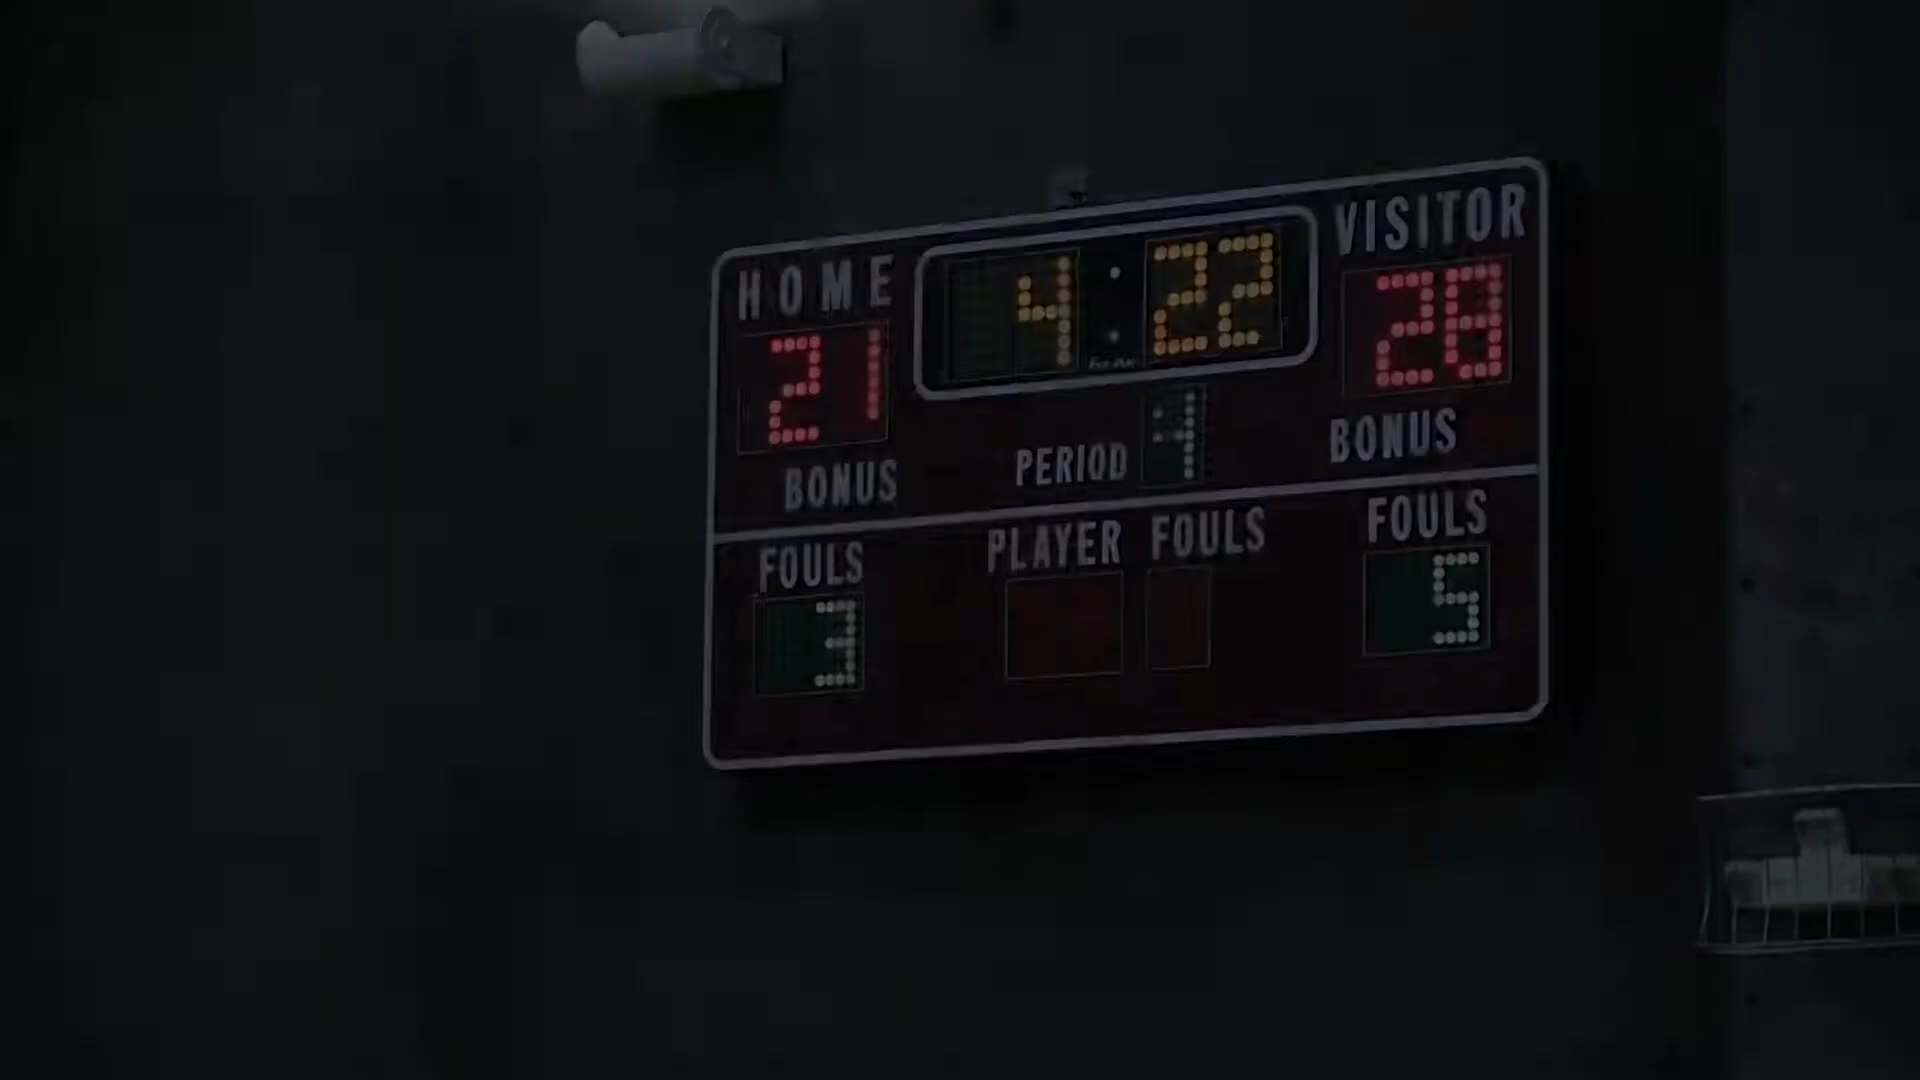 HOME 4:22 VISITOR
21 28
BONUS PERIOD 4 BONUS
FOULS PLAYER FOULS FOULS
3 5